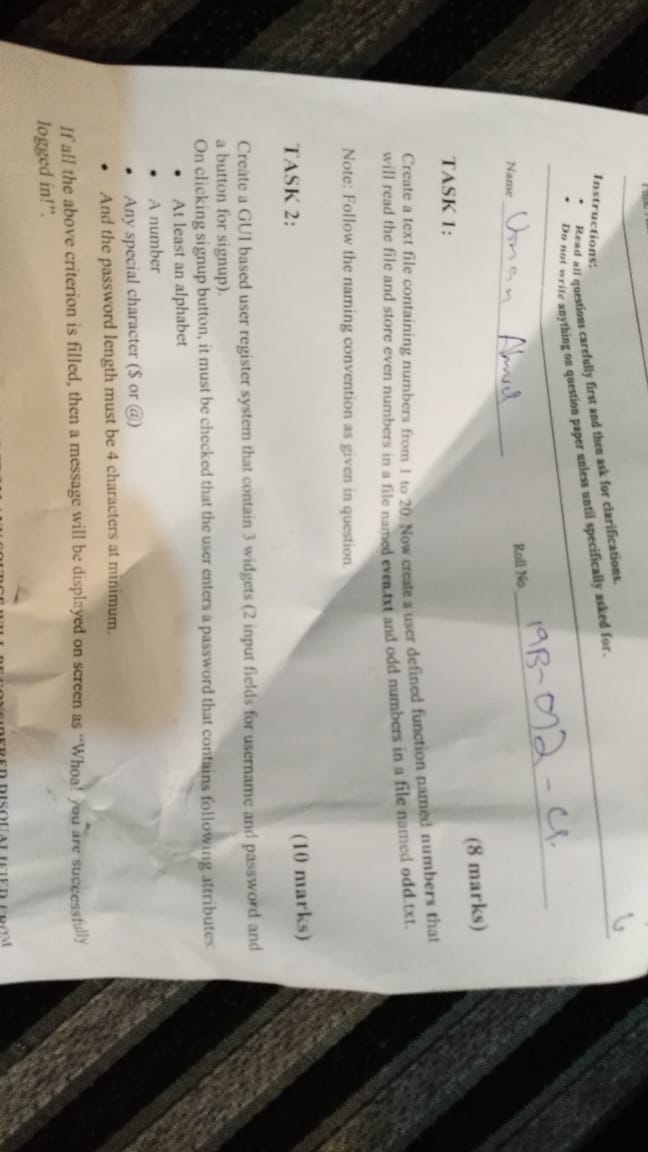 Instructions:
• Read all questions carefully first and then ask for clarifications.
• Do not write anything on question paper unless until specifically asked for.
Name Roll No 19B-092-
TASK 1: (8 marks)
Create a text file containing numbers from 1 to 20. Now create a user defined function named numbers that
will read the file and store even numbers in a file named even.txt and odd numbers in a file named odd.txt.
Note: Follow the naming convention as given in question.
TASK 2: (10 marks)
Create a GUI based user register system that contain 3 widgets (2 input fields for username and password and
a button for signup).
On clicking signup button, it must be checked that the user enters a password that contains following attributes
• At least an alphabet
• A number
• Any special character ($ or @)
• And the password length must be 4 characters at minimum.
If all the above criterion is filled, then a message will be displayed on screen as “Whoa! you are successfully
logged in!”.
DISQUALIFIED FROM